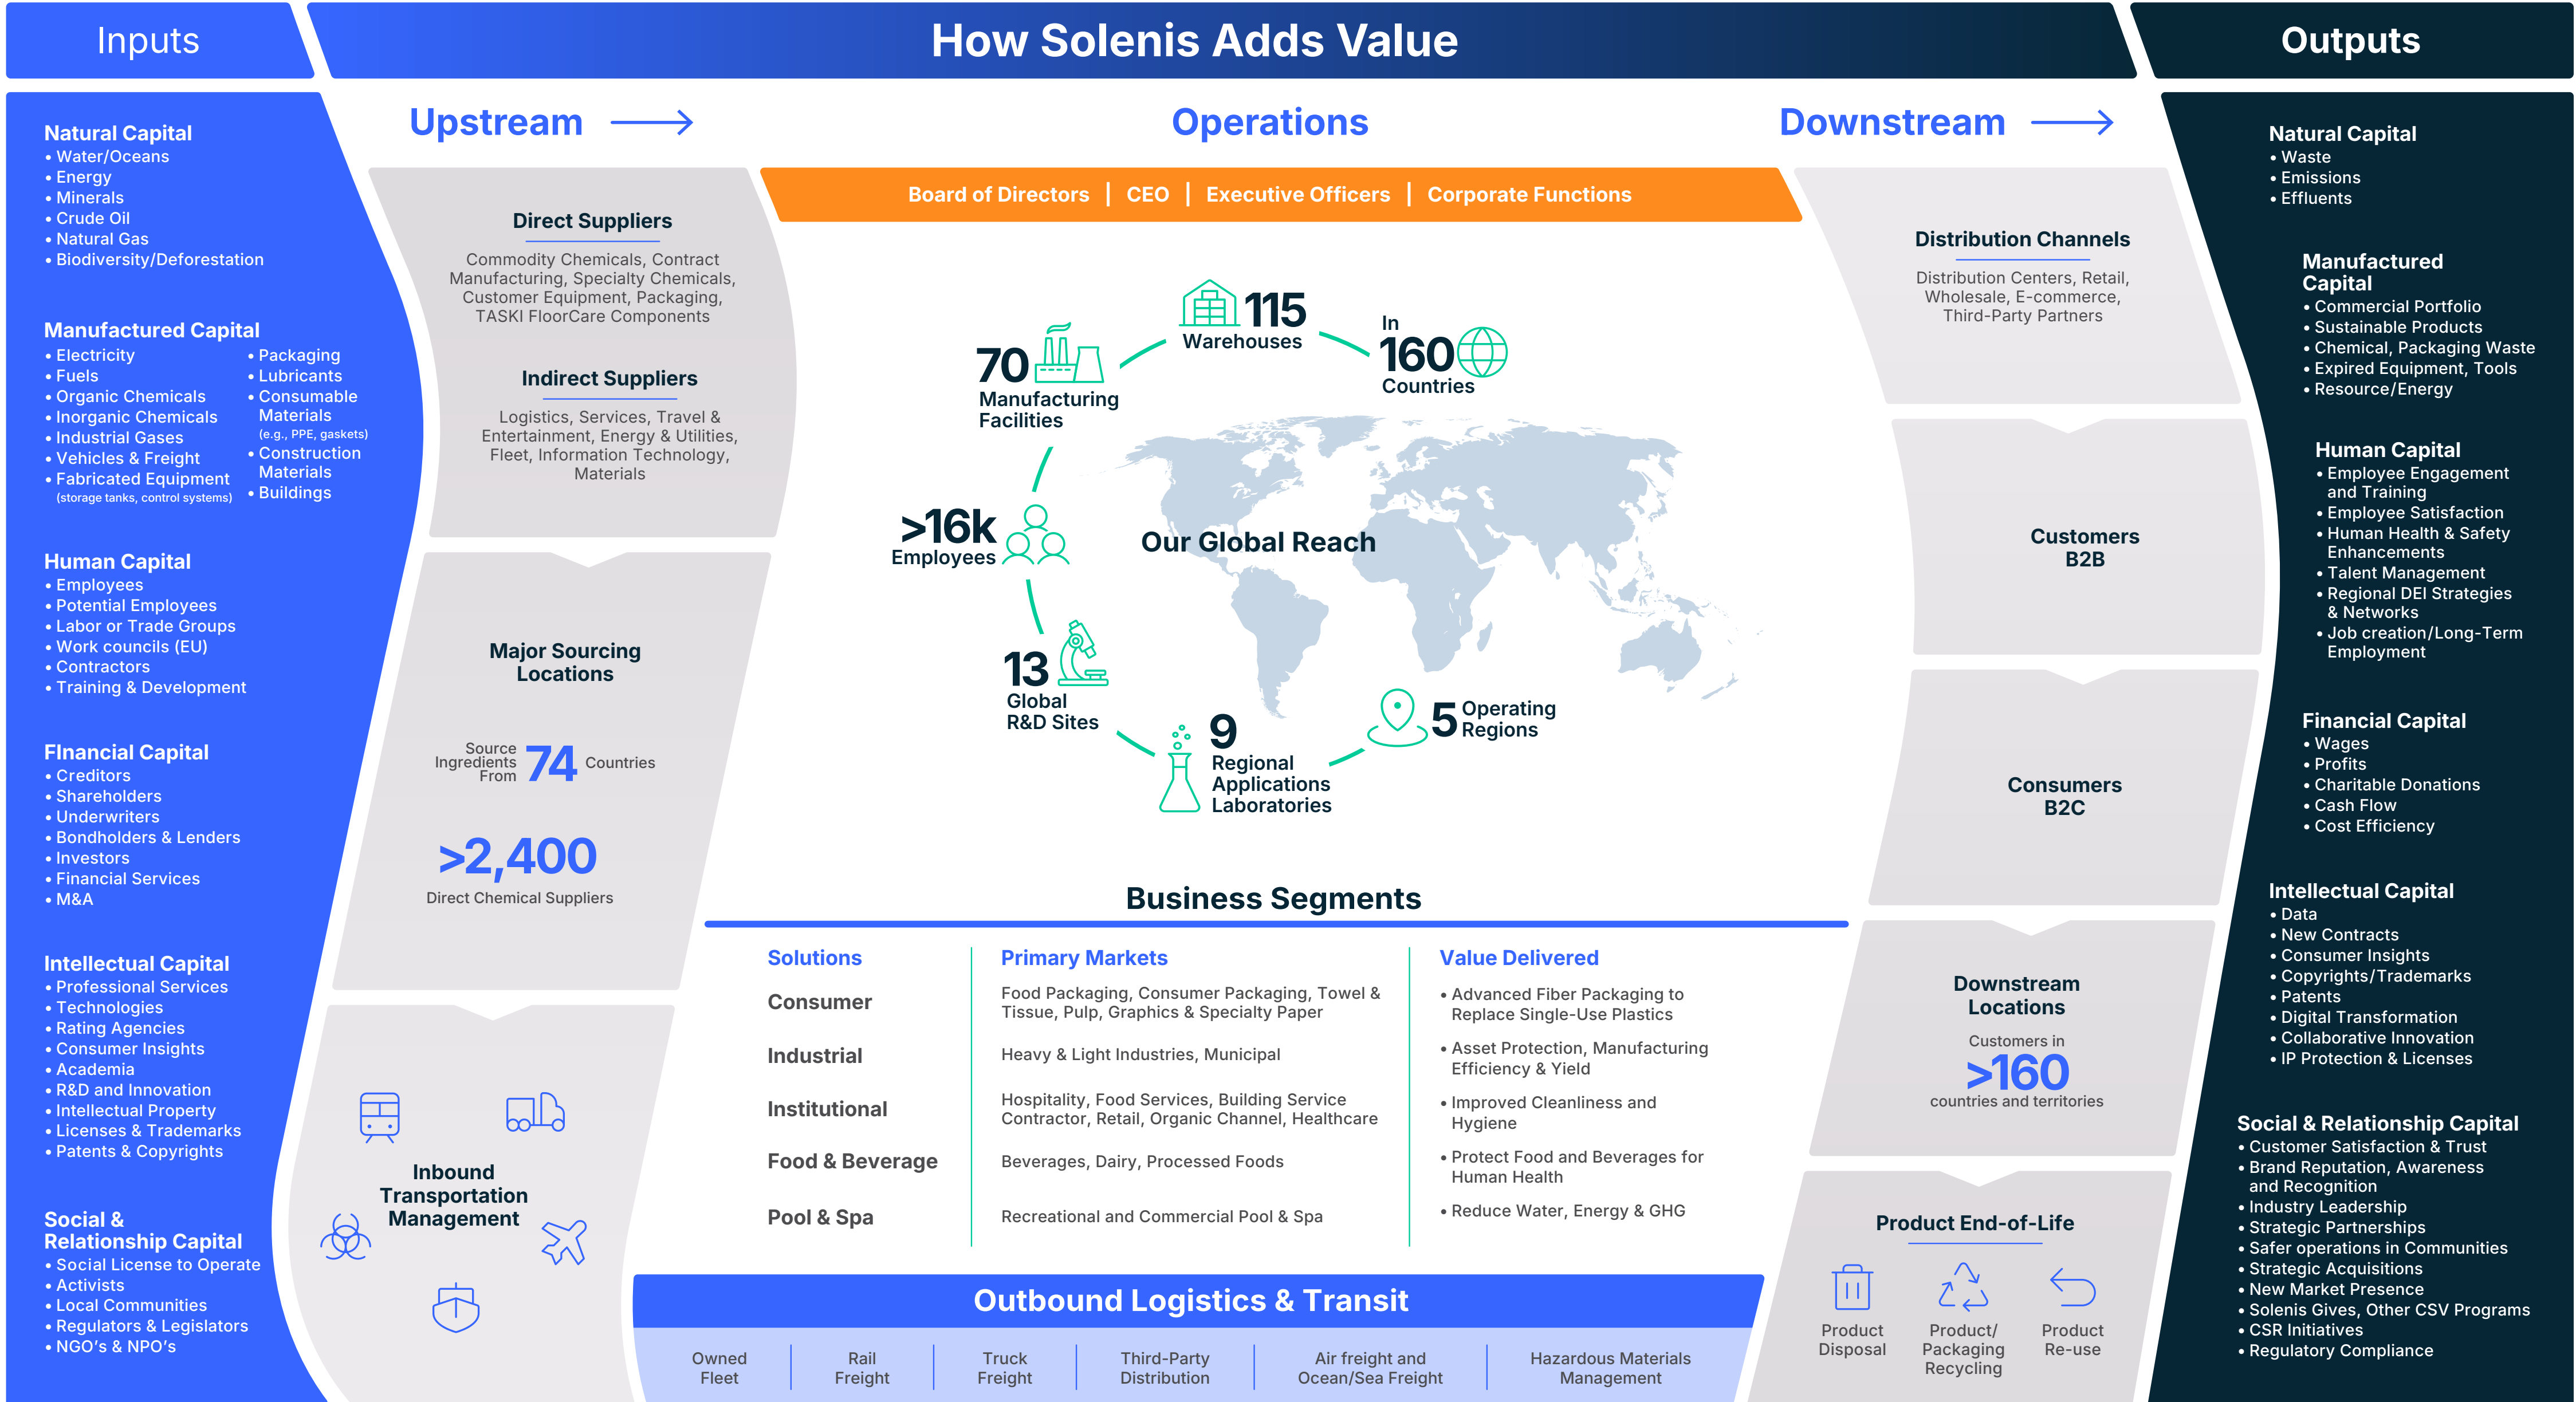 Inputs
How Solenis Adds Value
Outputs
Natural Capital
• Water/Oceans
• Energy
• Minerals
• Crude Oil
• Natural Gas
• Biodiversity/Deforestation
Manufactured Capital
• Electricity
• Fuels
• Organic Chemicals
• Inorganic Chemicals
• Industrial Gases
• Vehicles & Freight
• Fabricated Equipment
(storage tanks, control systems)
• Packaging
• Lubricants
• Consumable
Materials
(e.g., PPE, gaskets)
• Construction
Materials
• Buildings
Human Capital
• Employees
• Potential Employees
• Labor or Trade Groups
• Work councils (EU)
• Contractors
• Training & Development
FInancial Capital
• Creditors
• Shareholders
• Underwriters
• Bondholders & Lenders
• Investors
• Financial Services
• M&A
Intellectual Capital
• Professional Services
• Technologies
• Rating Agencies
• Consumer Insights
• Academia
• R&D and Innovation
• Intellectual Property
• Licenses & Trademarks
• Patents & Copyrights
Social &
Relationship Capital
• Social License to Operate
• Activists
• Local Communities
• Regulators & Legislators
• NGO’s & NPO’s
Upstream
Direct Suppliers
Commodity Chemicals, Contract
Manufacturing, Specialty Chemicals,
Customer Equipment, Packaging,
TASKI FloorCare Components
Indirect Suppliers
Logistics, Services, Travel &
Entertainment, Energy & Utilities,
Fleet, Information Technology,
Materials
Major Sourcing
Locations
Source
Ingredients
From
74
Countries
>2,400
Direct Chemical Suppliers
Inbound
Transportation
Management
Operations
Board of Directors | CEO | Executive Officers | Corporate Functions
115
Warehouses
In
160
Countries
70
Manufacturing
Facilities
>16k
Employees
Our Global Reach
13
Global
R&D Sites
9
Regional
Applications
Laboratories
5
Operating
Regions
Business Segments
Solutions
Primary Markets
Value Delivered
Consumer
Food Packaging, Consumer Packaging, Towel &
Tissue, Pulp, Graphics & Specialty Paper
• Advanced Fiber Packaging to
Replace Single-Use Plastics
Industrial
Heavy & Light Industries, Municipal
• Asset Protection, Manufacturing
Efficiency & Yield
Institutional
Hospitality, Food Services, Building Service
Contractor, Retail, Organic Channel, Healthcare
• Improved Cleanliness and
Hygiene
Food & Beverage
Beverages, Dairy, Processed Foods
• Protect Food and Beverages for
Human Health
Pool & Spa
Recreational and Commercial Pool & Spa
• Reduce Water, Energy & GHG
Outbound Logistics & Transit
Owned
Fleet
Rail
Freight
Truck
Freight
Third-Party
Distribution
Air freight and
Ocean/Sea Freight
Hazardous Materials
Management
Downstream
Distribution Channels
Distribution Centers, Retail,
Wholesale, E-commerce,
Third-Party Partners
Customers
B2B
Consumers
B2C
Downstream
Locations
Customers in
>160
countries and territories
Product End-of-Life
Product
Disposal
Product/
Packaging
Recycling
Product
Re-use
Natural Capital
• Waste
• Emissions
• Effluents
Manufactured
Capital
• Commercial Portfolio
• Sustainable Products
• Chemical, Packaging Waste
• Expired Equipment, Tools
• Resource/Energy
Human Capital
• Employee Engagement
and Training
• Employee Satisfaction
• Human Health & Safety
Enhancements
• Talent Management
• Regional DEI Strategies
& Networks
• Job creation/Long-Term
Employment
Financial Capital
• Wages
• Profits
• Charitable Donations
• Cash Flow
• Cost Efficiency
Intellectual Capital
• Data
• New Contracts
• Consumer Insights
• Copyrights/Trademarks
• Patents
• Digital Transformation
• Collaborative Innovation
• IP Protection & Licenses
Social & Relationship Capital
• Customer Satisfaction & Trust
• Brand Reputation, Awareness
and Recognition
• Industry Leadership
• Strategic Partnerships
• Safer operations in Communities
• Strategic Acquisitions
• New Market Presence
• Solenis Gives, Other CSV Programs
• CSR Initiatives
• Regulatory Compliance